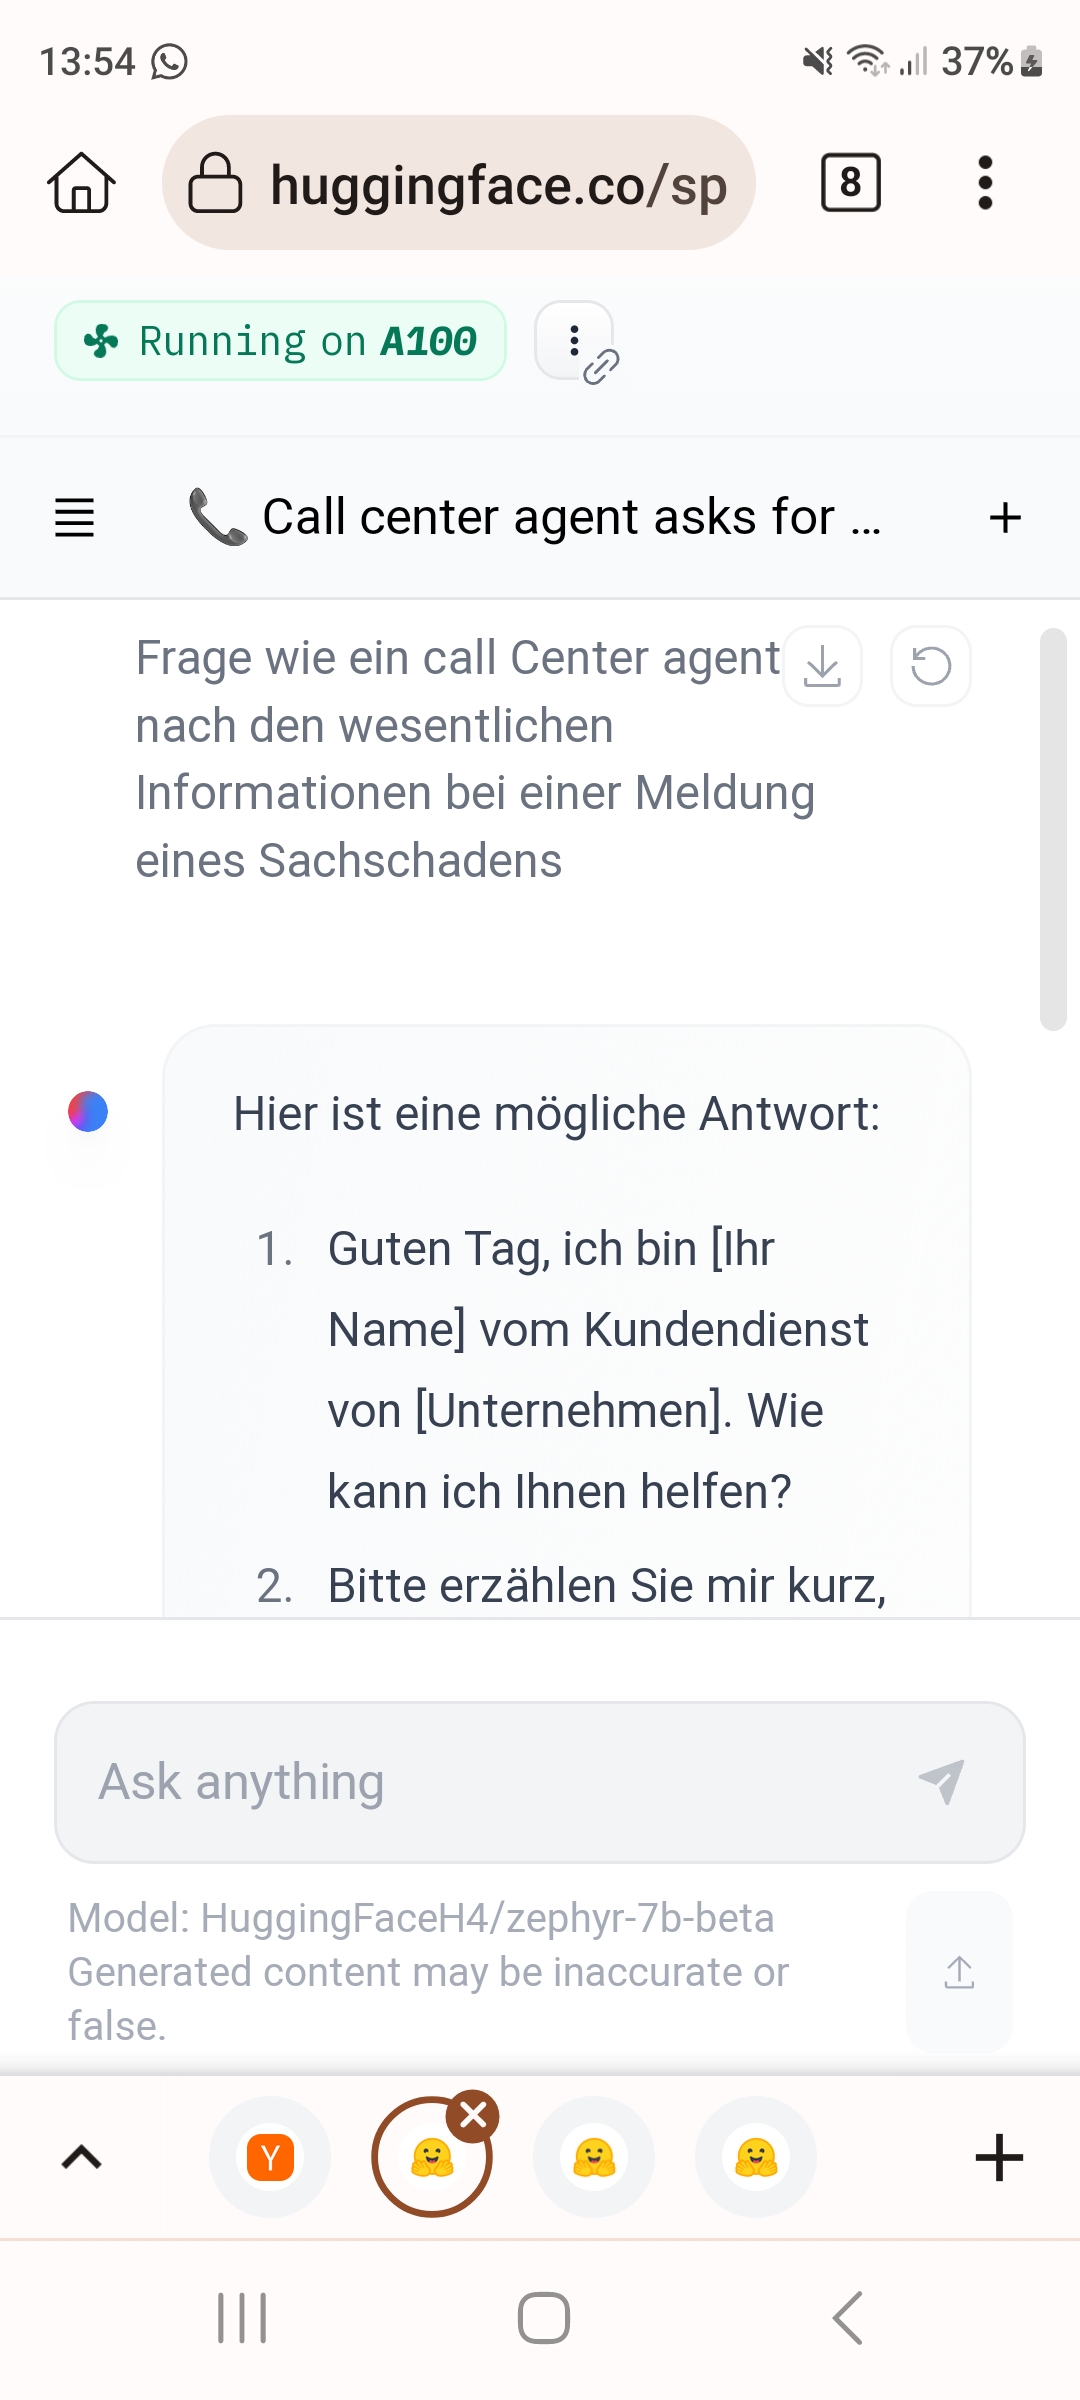 13:54
37%
huggingface.co/sp
8
Running on A100
📞 Call center agent asks for ...
Frage wie ein call Center agent
nach den wesentlichen
Informationen bei einer Meldung
eines Sachschadens
Hier ist eine mögliche Antwort:
1. Guten Tag, ich bin [Ihr
Name] vom Kundendienst
von [Unternehmen]. Wie
kann ich Ihnen helfen?
2. Bitte erzählen Sie mir kurz,
Ask anything
Model: HuggingFaceH4/zephyr-7b-beta
Generated content may be inaccurate or
false.
Y